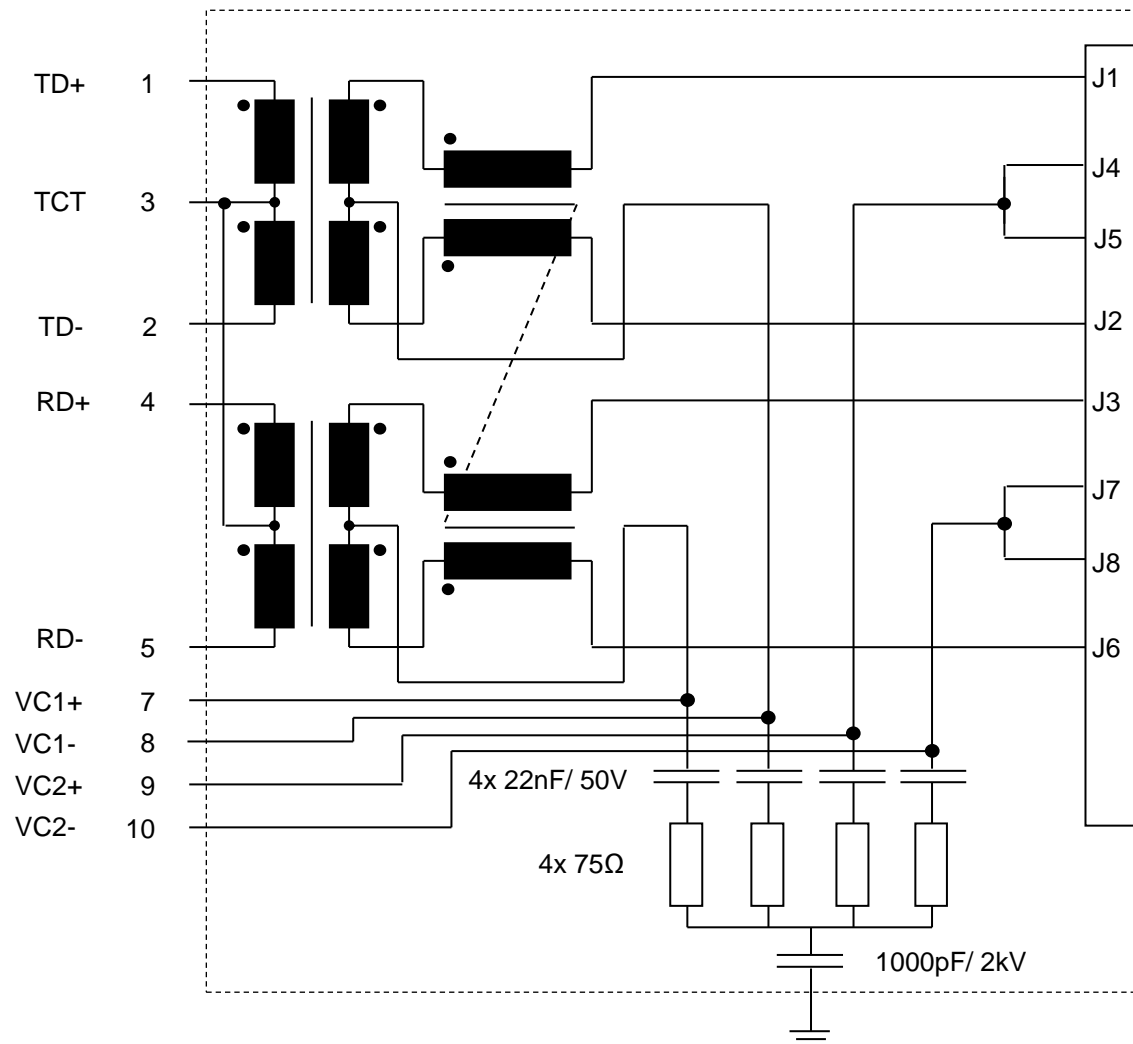 TD+ 1
J1
J4
TCT 3
J5
TD- 2
J2
RD+ 4
J3
J7
J8
RD- 5
J6
VC1+ 7
VC1- 8
VC2+ 9
4x 22nF/ 50V
VC2- 10
4x 75Ω
1000pF/ 2kV